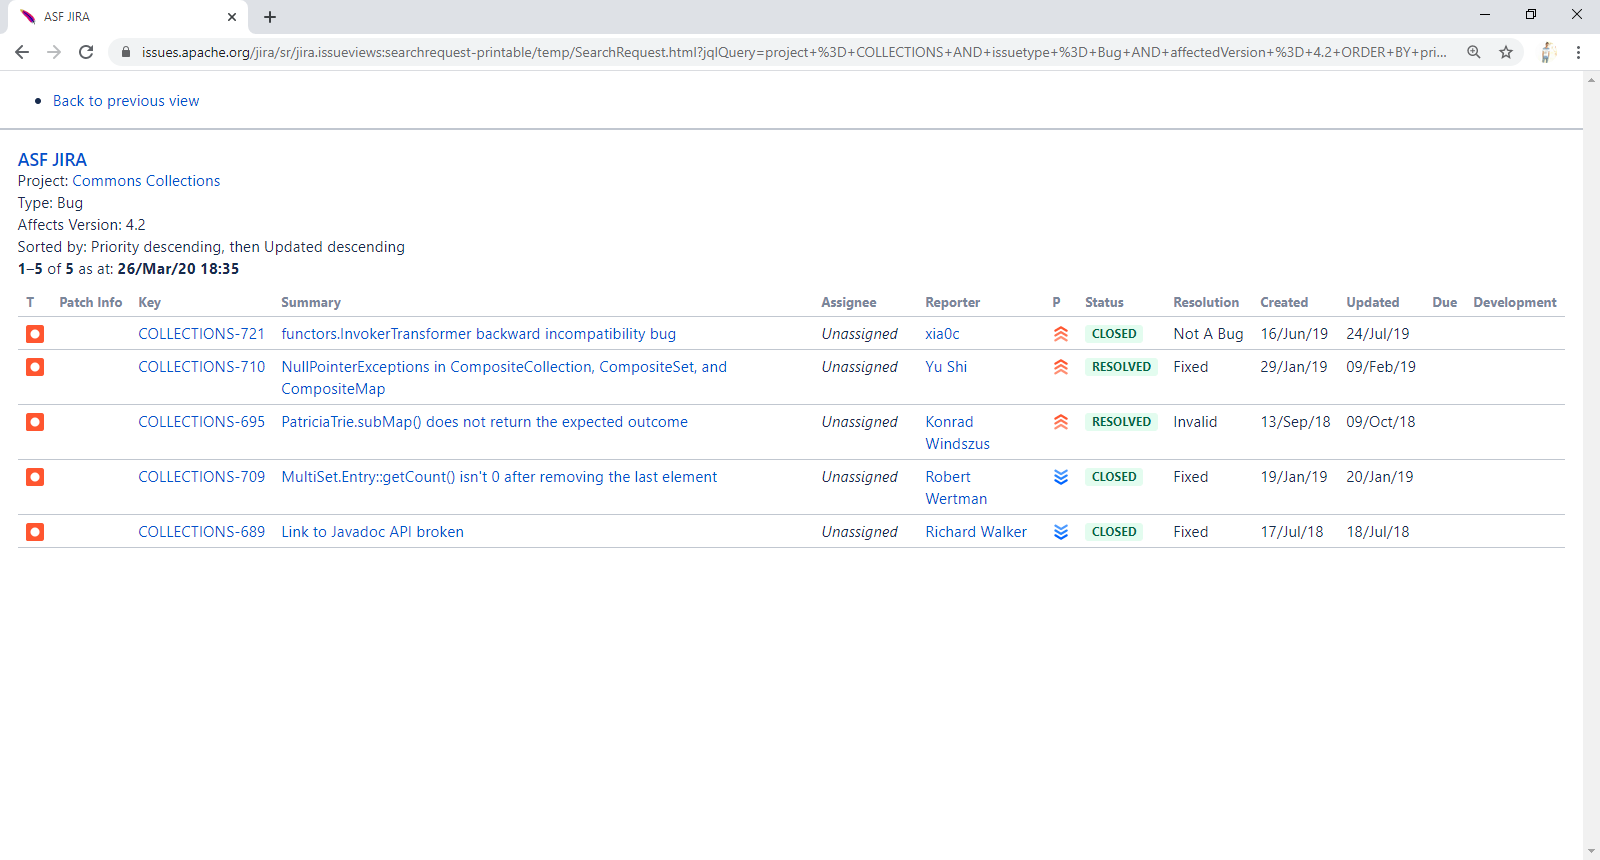 ASF JIRA
issues.apache.org/jira/sr/jira.issueviews:searchrequest-printable/temp/SearchRequest.html?jqlQuery=project+%3D+COLLECTIONS+AND+issuetype+%3D+Bug+AND+affectedVersion+%3D+4.2+ORDER+BY+pri...
Back to previous view
ASF JIRA
Project: Commons Collections
Type: Bug
Affects Version: 4.2
Sorted by: Priority descending, then Updated descending
1–5 of 5 as at: 26/Mar/20 18:35
T Patch Info Key Summary Assignee Reporter P Status Resolution Created Updated Due Development
COLLECTIONS-721 functors.InvokerTransformer backward incompatibility bug Unassigned xia0c CLOSED Not A Bug 16/Jun/19 24/Jul/19
COLLECTIONS-710 NullPointerExceptions in CompositeCollection, CompositeSet, and Unassigned Yu Shi RESOLVED Fixed 29/Jan/19 09/Feb/19
CompositeMap
COLLECTIONS-695 PatriciaTrie.subMap() does not return the expected outcome Unassigned Konrad RESOLVED Invalid 13/Sep/18 09/Oct/18
Windszus
COLLECTIONS-709 MultiSet.Entry::getCount() isn't 0 after removing the last element Unassigned Robert CLOSED Fixed 19/Jan/19 20/Jan/19
Wertman
COLLECTIONS-689 Link to Javadoc API broken Unassigned Richard Walker CLOSED Fixed 17/Jul/18 18/Jul/18